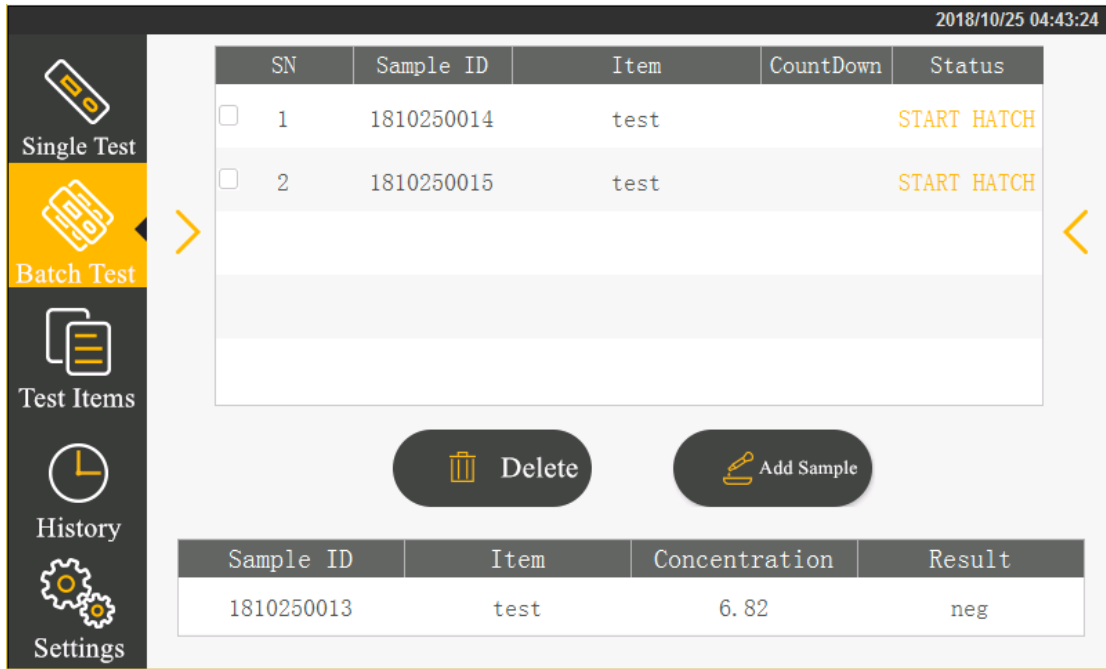 2018/10/25 04:43:24
Single Test
Batch Test
Test Items
History
Settings
SN Sample ID Item CountDown Status
1 1810250014 test START HATCH
2 1810250015 test START HATCH
Delete
Add Sample
Sample ID Item Concentration Result
1810250013 test 6.82 neg